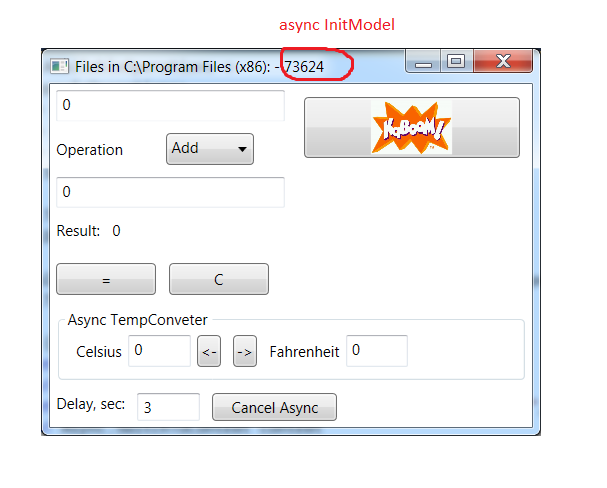 async InitModel
Files in C:\Program Files (x86): - 73624
0
KaBOOM!
Operation Add
0
Result: 0
= C
Async TempConveter
Celsius 0 <- -> Fahrenheit 0
Delay, sec: 3 Cancel Async